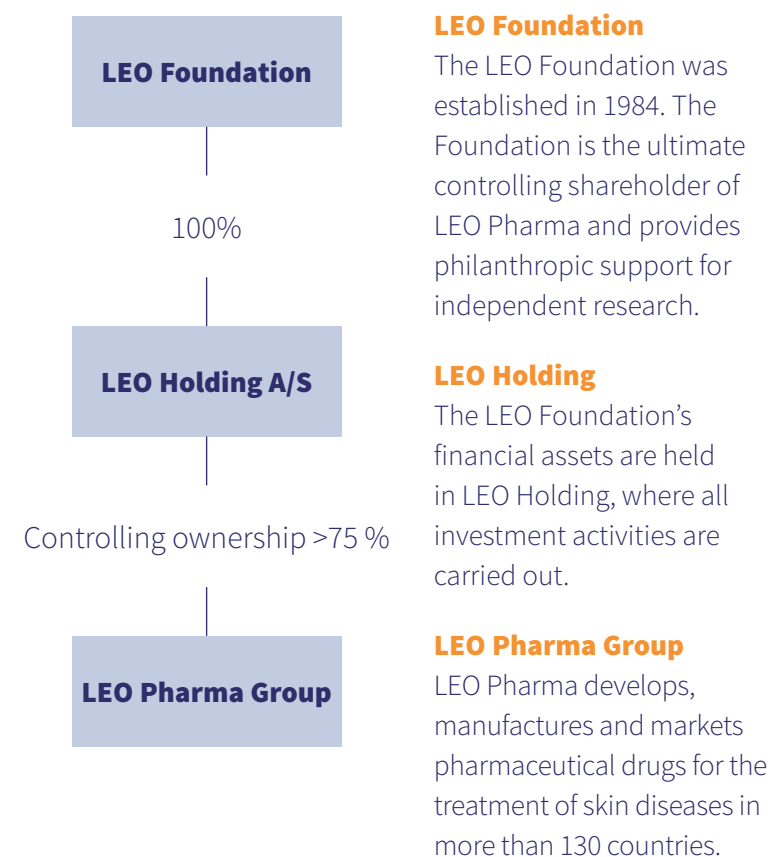 LEO Foundation
100%
LEO Holding A/S
Controlling ownership >75 %
LEO Pharma Group
LEO Foundation
The LEO Foundation was
established in 1984. The
Foundation is the ultimate
controlling shareholder of
LEO Pharma and provides
philanthropic support for
independent research.
LEO Holding
The LEO Foundation’s
financial assets are held
in LEO Holding, where all
investment activities are
carried out.
LEO Pharma Group
LEO Pharma develops,
manufactures and markets
pharmaceutical drugs for the
treatment of skin diseases in
more than 130 countries.